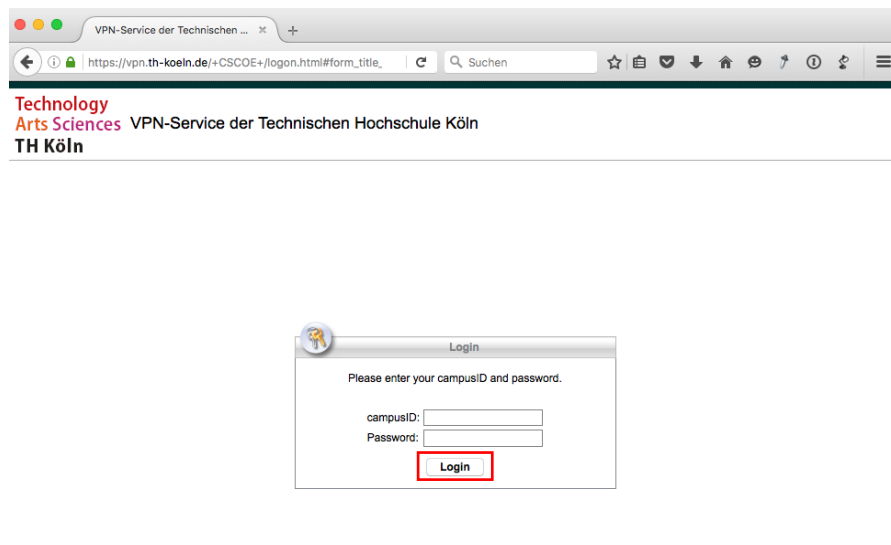 VPN-Service der Technischen ...
https://vpn.th-koeln.de/+CSCOE+/logon.html#form_title_
Suchen
Technology
Arts Sciences
TH Köln
VPN-Service der Technischen Hochschule Köln
Login
Please enter your campusID and password.
campusID:
Password:
Login